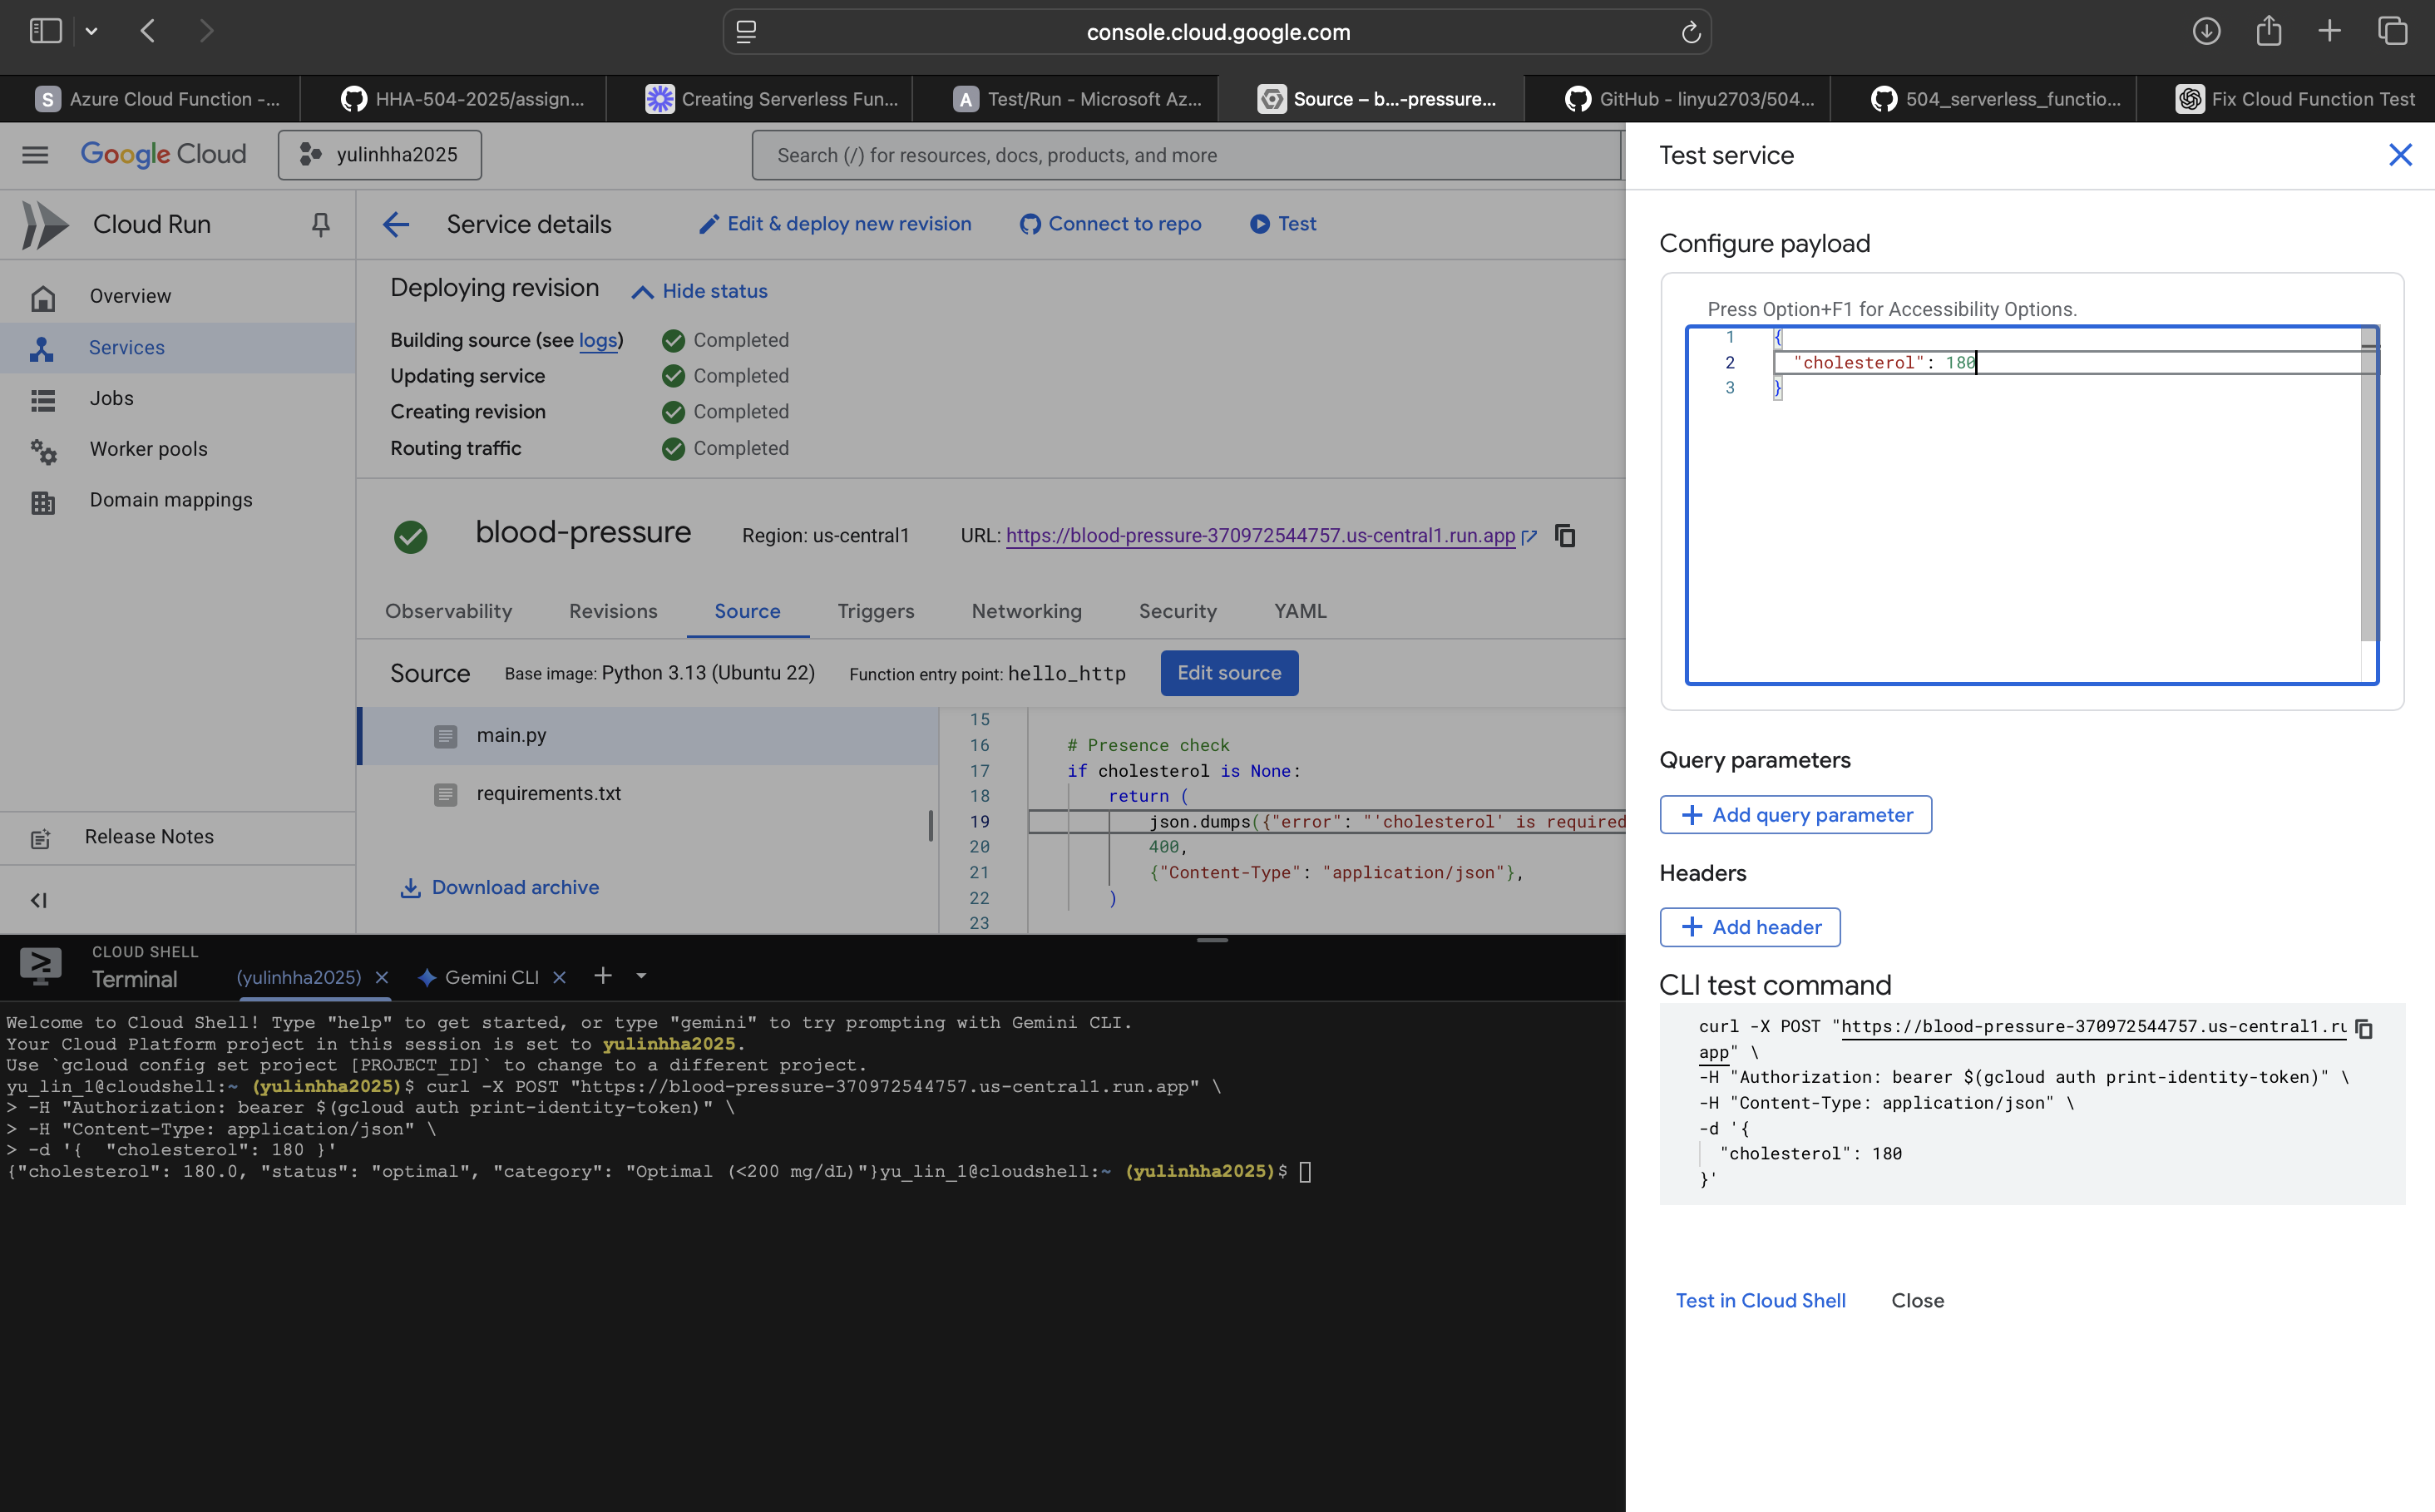 console.cloud.google.com
S Azure Cloud Function -...
HHA-504-2025/assign...
Creating Serverless Fun...
A Test/Run - Microsoft Az...
Source – b...-pressure...
GitHub - linyu2703/504...
504_serverless_functio...
Fix Cloud Function Test
Google Cloud
yulinhha2025
Search (/) for resources, docs, products, and more
Cloud Run
Service details
Edit & deploy new revision
Connect to repo
Test
Overview
Services
Jobs
Worker pools
Domain mappings
Release Notes
Deploying revision
Hide status
Building source (see logs) Completed
Updating service Completed
Creating revision Completed
Routing traffic Completed
blood-pressure
Region: us-central1
URL: https://blood-pressure-370972544757.us-central1.run.app
Observability Revisions Source Triggers Networking Security YAML
Source
Base image: Python 3.13 (Ubuntu 22)
Function entry point: hello_http
Edit source
main.py
requirements.txt
Download archive
15
16 # Presence check
17 if cholesterol is None:
18 return (
19 json.dumps({"error": "'cholesterol' is required
20 400,
21 {"Content-Type": "application/json"},
22 )
23
CLOUD SHELL
Terminal
(yulinhha2025)
Gemini CLI
Welcome to Cloud Shell! Type "help" to get started, or type "gemini" to try prompting with Gemini CLI.
Your Cloud Platform project in this session is set to yulinhha2025.
Use `gcloud config set project [PROJECT_ID]` to change to a different project.
yu_lin_1@cloudshell:~ (yulinhha2025)$ curl -X POST "https://blood-pressure-370972544757.us-central1.run.app" \
> -H "Authorization: bearer $(gcloud auth print-identity-token)" \
> -H "Content-Type: application/json" \
> -d '{  "cholesterol": 180 }'
{"cholesterol": 180.0, "status": "optimal", "category": "Optimal (<200 mg/dL)"}yu_lin_1@cloudshell:~ (yulinhha2025)$
Test service
Configure payload
Press Option+F1 for Accessibility Options.
1 {
2 "cholesterol": 180
3 }
Query parameters
Add query parameter
Headers
Add header
CLI test command
curl -X POST "https://blood-pressure-370972544757.us-central1.ru
app" \
-H "Authorization: bearer $(gcloud auth print-identity-token)" \
-H "Content-Type: application/json" \
-d '{
"cholesterol": 180
}'
Test in Cloud Shell
Close